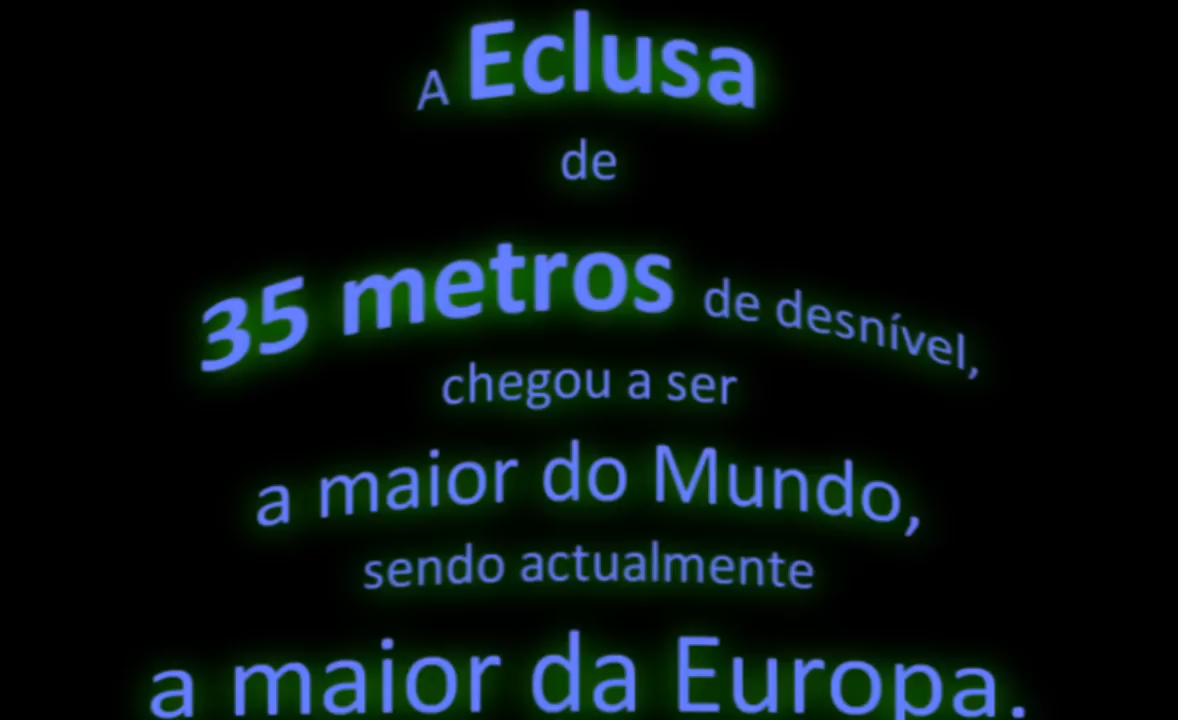 A Eclusa
de
35 metros de desnível,
chegou a ser
a maior do Mundo,
sendo actualmente
a maior da Europa.